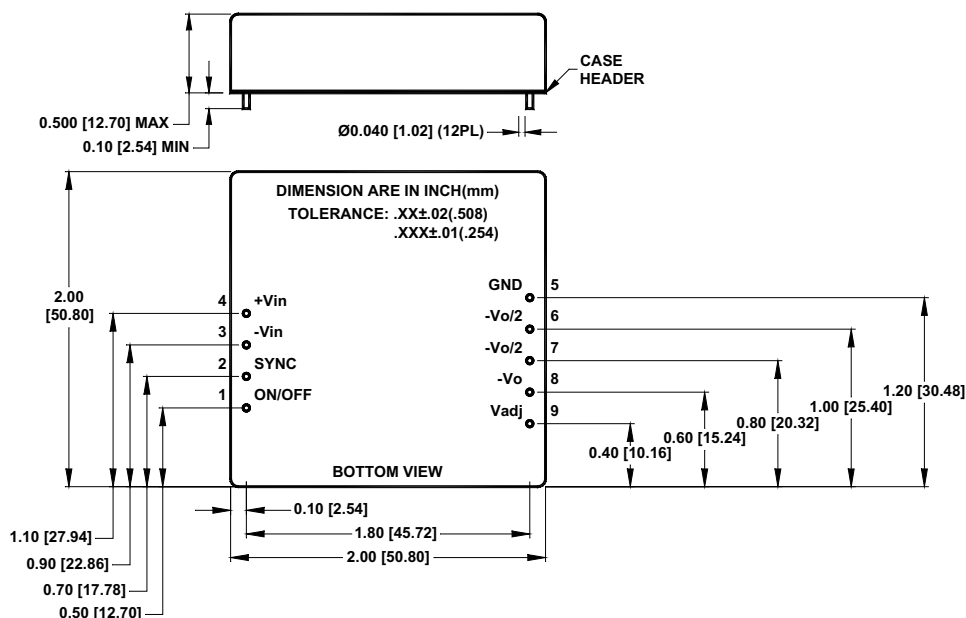 CASE
HEADER
0.500 [12.70] MAX
0.10 [2.54] MIN
Ø0.040 [1.02] (12PL)
DIMENSION ARE IN INCH(mm)
TOLERANCE: .XX±.02(.508)
.XXX±.01(.254)
2.00
[50.80]
4 +Vin
3 -Vin
2 SYNC
1 ON/OFF
GND 5
-Vo/2 6
-Vo/2 7
-Vo 8
Vadj 9
1.20 [30.48]
1.00 [25.40]
0.80 [20.32]
0.60 [15.24]
0.40 [10.16]
BOTTOM VIEW
0.10 [2.54]
1.80 [45.72]
2.00 [50.80]
1.10 [27.94]
0.90 [22.86]
0.70 [17.78]
0.50 [12.70]